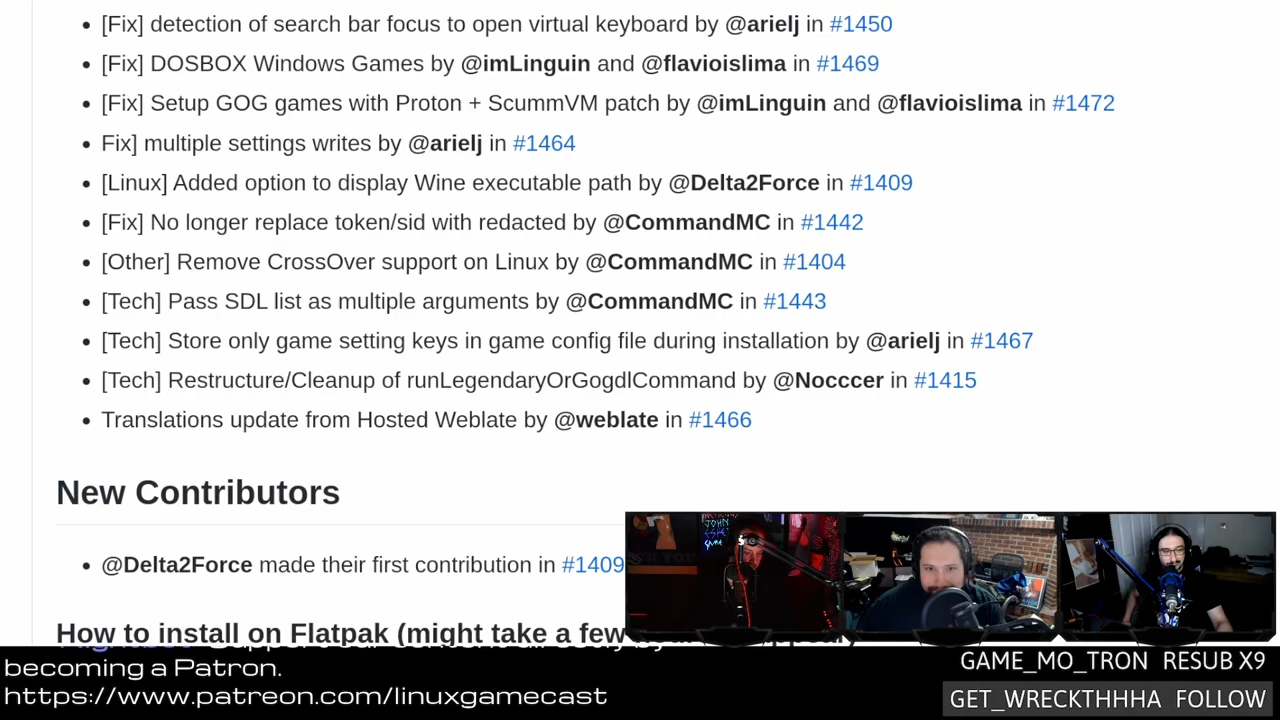 [Fix] detection of search bar focus to open virtual keyboard by @arielj in #1450
[Fix] DOSBOX Windows Games by @imLinguin and @flavioislima in #1469
[Fix] Setup GOG games with Proton + ScummVM patch by @imLinguin and @flavioislima in #1472
Fix] multiple settings writes by @arielj in #1464
[Linux] Added option to display Wine executable path by @Delta2Force in #1409
[Fix] No longer replace token/sid with redacted by @CommandMC in #1442
[Other] Remove CrossOver support on Linux by @CommandMC in #1404
[Tech] Pass SDL list as multiple arguments by @CommandMC in #1443
[Tech] Store only game setting keys in game config file during installation by @arielj in #1467
[Tech] Restructure/Cleanup of runLegendaryOrGogdlCommand by @Nocccer in #1415
Translations update from Hosted Weblate by @weblate in #1466
New Contributors
@Delta2Force made their first contribution in #1409
How to install on Flatpak (might take a few
becoming a Patron.
https://www.patreon.com/linuxgamecast
GAME_MO_TRON RESUB X9
GET_WRECKTHHHA FOLLOW